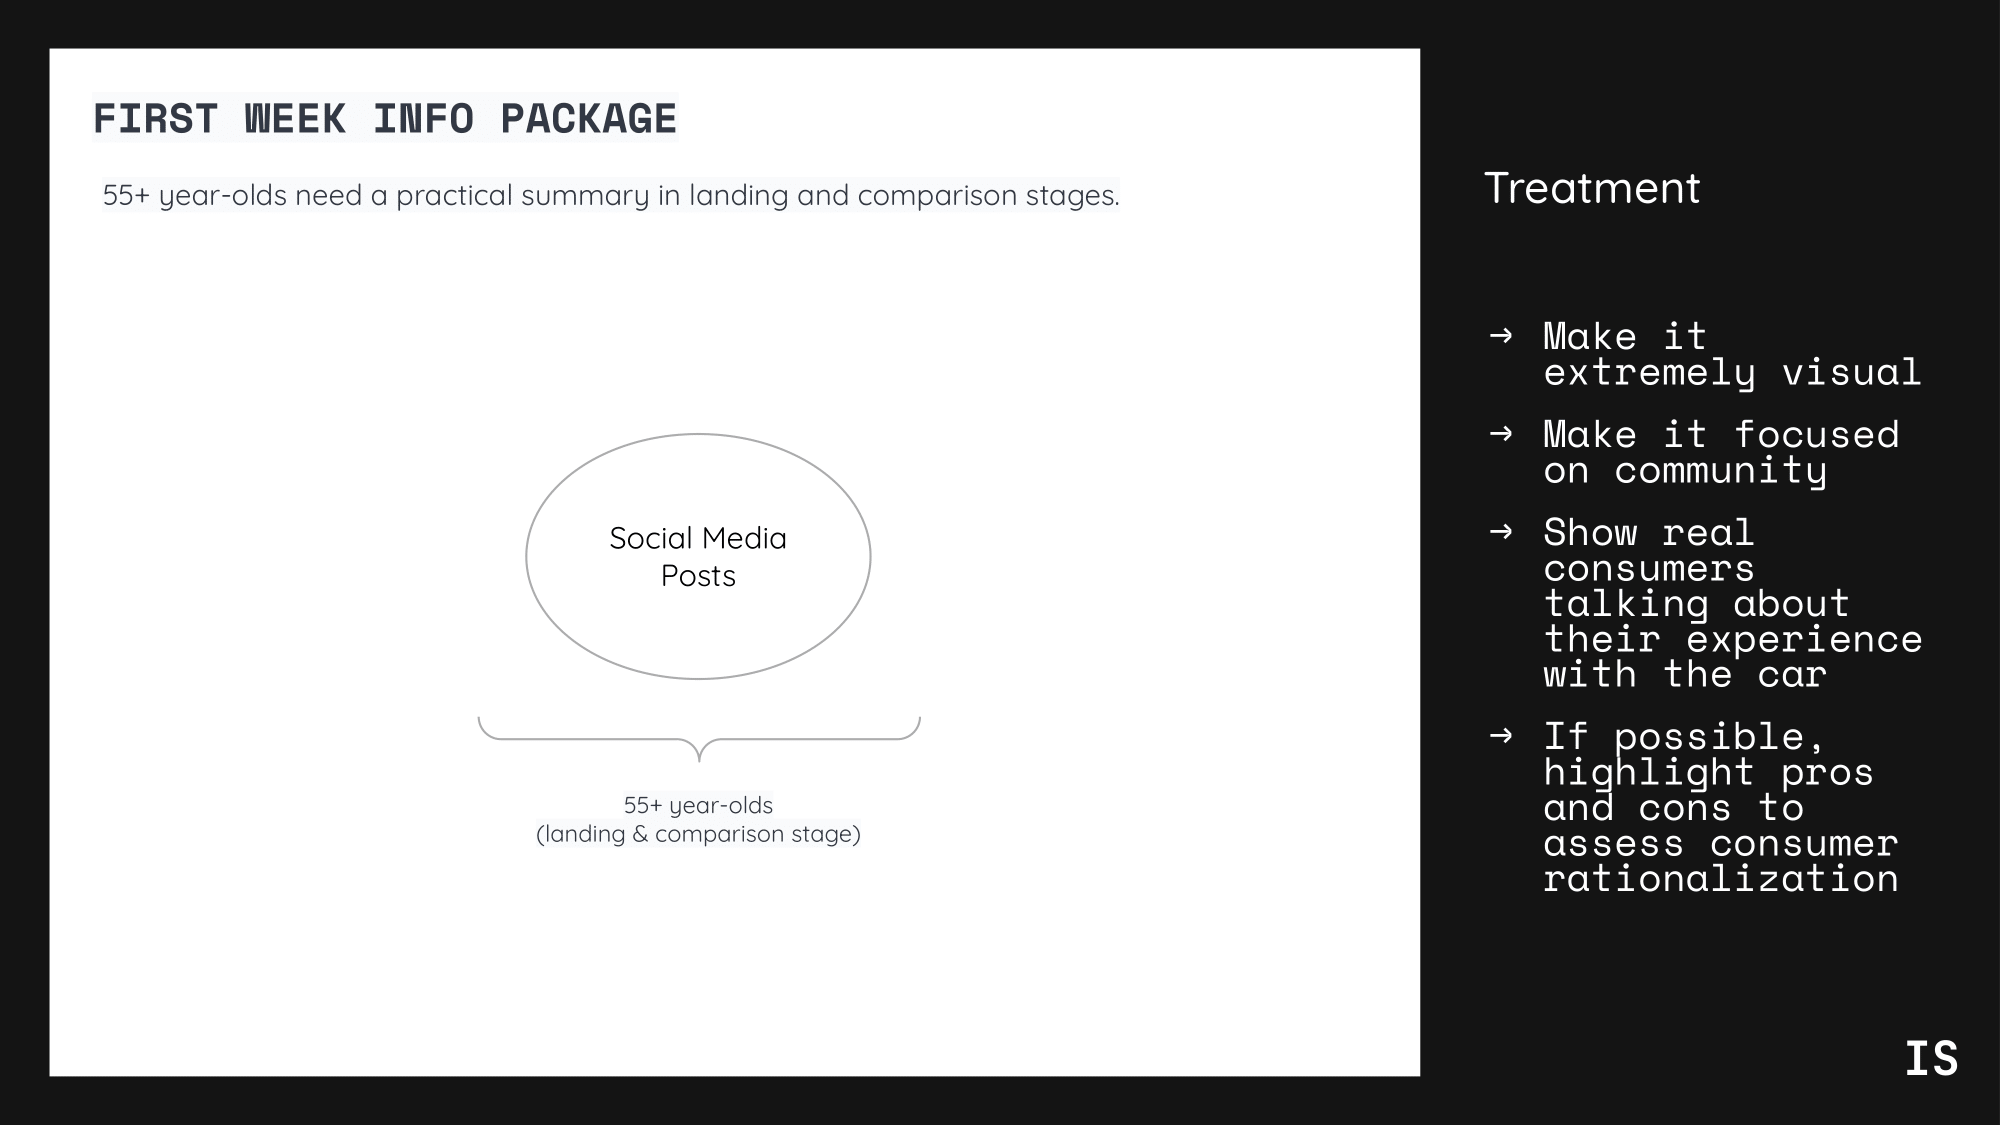 FIRST WEEK INFO PACKAGE
55+ year-olds need a practical summary in landing and comparison stages.
Social Media
Posts
55+ year-olds
(landing & comparison stage)
Treatment
→ Make it
extremely visual
→ Make it focused
on community
→ Show real
consumers
talking about
their experience
with the car
→ If possible,
highlight pros
and cons to
assess consumer
rationalization
IS